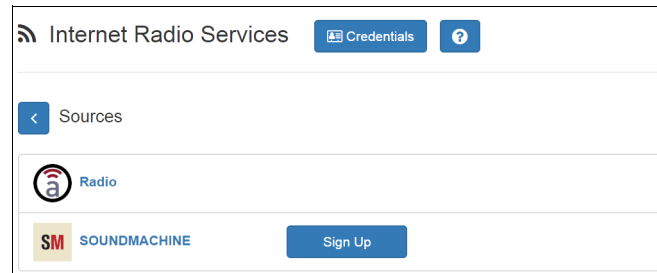 Internet Radio Services Credentials ?
Sources
a Radio
SM SOUNDMACHINE Sign Up